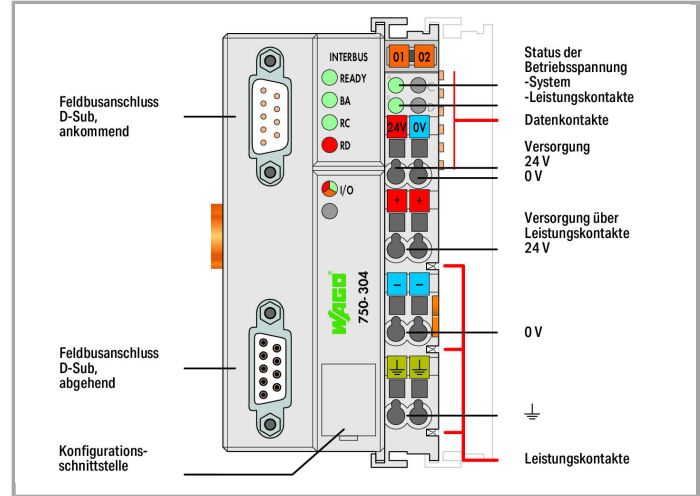 Feldbusanschluss
D-Sub,
ankommend
Feldbusanschluss
D-Sub,
abgehend
Konfigurations-
schnittstelle
INTERBUS
READY
BA
RC
RD
I/O
WAGO
750-304
01 02
C
D
24V 0V
+ +
– –
Status der
Betriebsspannung
-System
-Leistungskontakte
Datenkontakte
Versorgung
24 V
0 V
Versorgung über
Leistungskontakte
24 V
0 V
Leistungskontakte